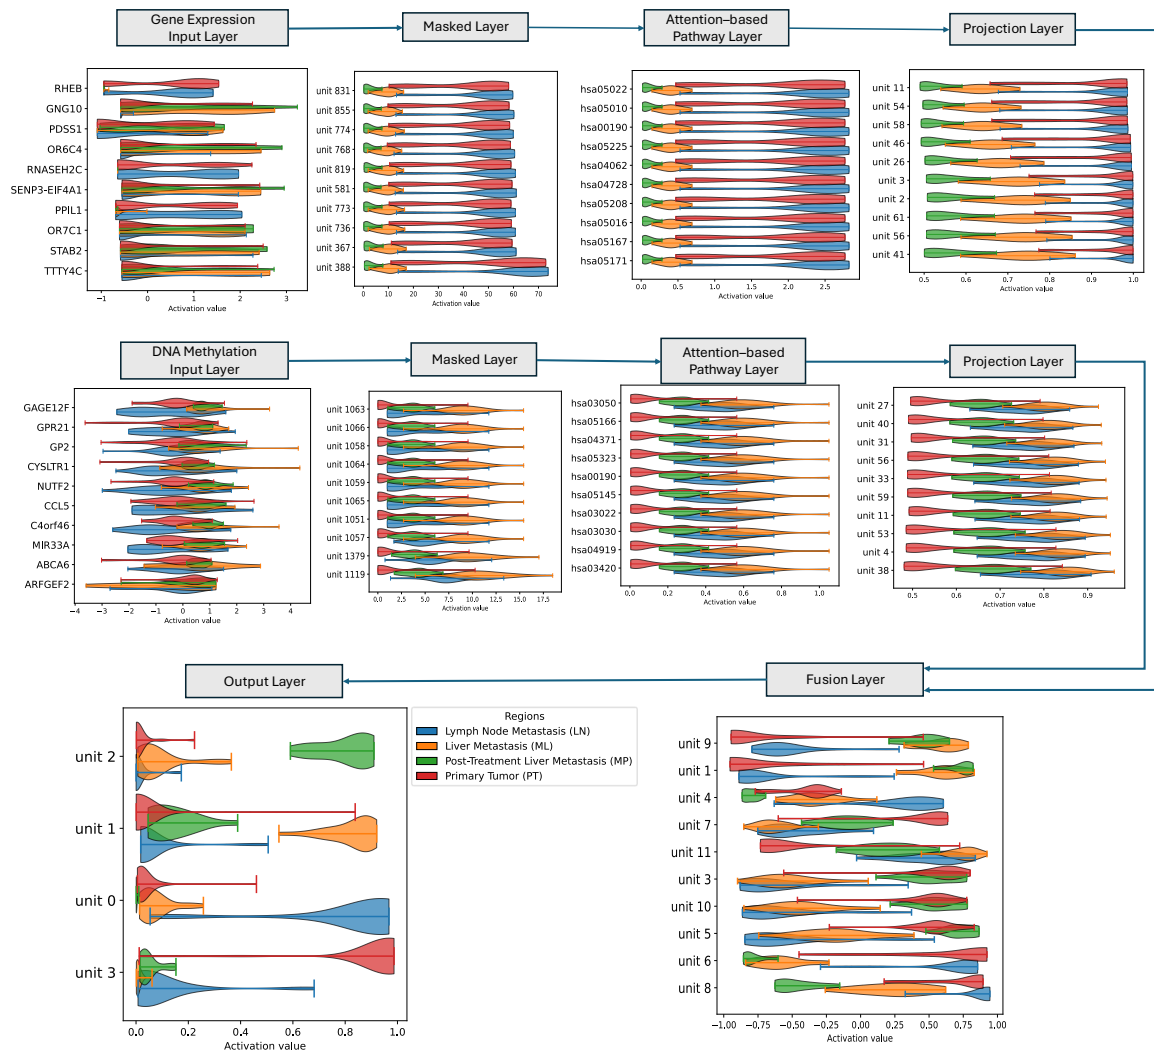 Gene Expression
Input Layer
Masked Layer
Attention–based
Pathway Layer
Projection Layer
RHEB
GNG10
PDSS1
OR6C4
RNASEH2C
SENP3-EIF4A1
PPIL1
OR7C1
STAB2
TTTY4C
−1 0 1 2 3
Activation value
unit 831
unit 855
unit 774
unit 768
unit 819
unit 581
unit 773
unit 736
unit 367
unit 388
0 10 20 30 40 50 60 70
Activation value
hsa05022
hsa05010
hsa00190
hsa05225
hsa04062
hsa04728
hsa05208
hsa05016
hsa05167
hsa05171
0.0 0.5 1.0 1.5 2.0 2.5
Activation value
unit 11
unit 54
unit 58
unit 46
unit 26
unit 3
unit 2
unit 61
unit 56
unit 41
0.5 0.6 0.7 0.8 0.9 1.0
Activation value
DNA Methylation
Input Layer
Masked Layer
Attention–based
Pathway Layer
Projection Layer
GAGE12F
GPR21
GP2
CYSLTR1
NUTF2
CCL5
C4orf46
MIR33A
ABCA6
ARFGEF2
−4 −3 −2 −1 0 1 2 3 4
Activation value
unit 1063
unit 1066
unit 1058
unit 1064
unit 1059
unit 1065
unit 1051
unit 1057
unit 1379
unit 1119
0.0 2.5 5.0 7.5 10.0 12.5 15.0 17.5
Activation value
hsa03050
hsa05166
hsa04371
hsa05323
hsa00190
hsa05145
hsa03022
hsa03030
hsa04919
hsa03420
0.0 0.2 0.4 0.6 0.8 1.0
Activation value
unit 27
unit 40
unit 31
unit 56
unit 33
unit 59
unit 11
unit 53
unit 4
unit 38
0.5 0.6 0.7 0.8 0.9
Activation value
Output Layer
Fusion Layer
unit 2
unit 1
unit 0
unit 3
0.0 0.2 0.4 0.6 0.8 1.0
Activation value
Regions
Lymph Node Metastasis (LN)
Liver Metastasis (ML)
Post-Treatment Liver Metastasis (MP)
Primary Tumor (PT)
unit 9
unit 1
unit 4
unit 7
unit 11
unit 3
unit 10
unit 5
unit 6
unit 8
−1.00 −0.75 −0.50 −0.25 0.00 0.25 0.50 0.75 1.00
Activation value